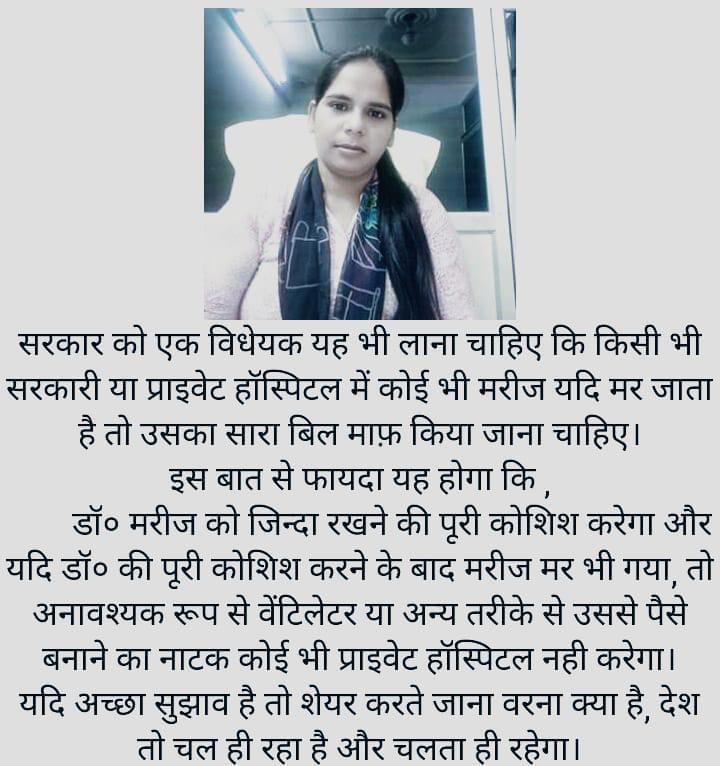 सरकार को एक विधेयक यह भी लाना चाहिए कि किसी भी
सरकारी या प्राइवेट हॉस्पिटल में कोई भी मरीज यदि मर जाता
है तो उसका सारा बिल माफ़ किया जाना चाहिए।
इस बात से फायदा यह होगा कि ,
डॉ० मरीज को जिन्दा रखने की पूरी कोशिश करेगा और
यदि डॉ० की पूरी कोशिश करने के बाद मरीज मर भी गया, तो
अनावश्यक रूप से वेंटिलेटर या अन्य तरीके से उससे पैसे
बनाने का नाटक कोई भी प्राइवेट हॉस्पिटल नही करेगा।
यदि अच्छा सुझाव है तो शेयर करते जाना वरना क्या है, देश
तो चल ही रहा है और चलता ही रहेगा।